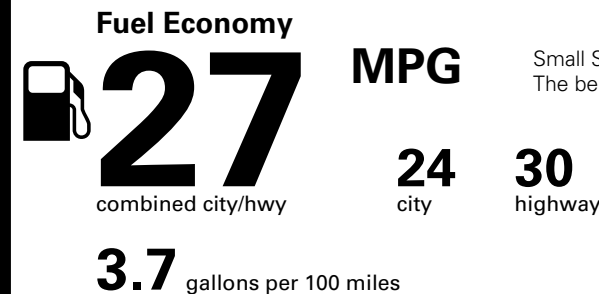 Fuel Economy
27 MPG
Small S
The be
combined city/hwy
24 city
30 highway
3.7 gallons per 100 miles